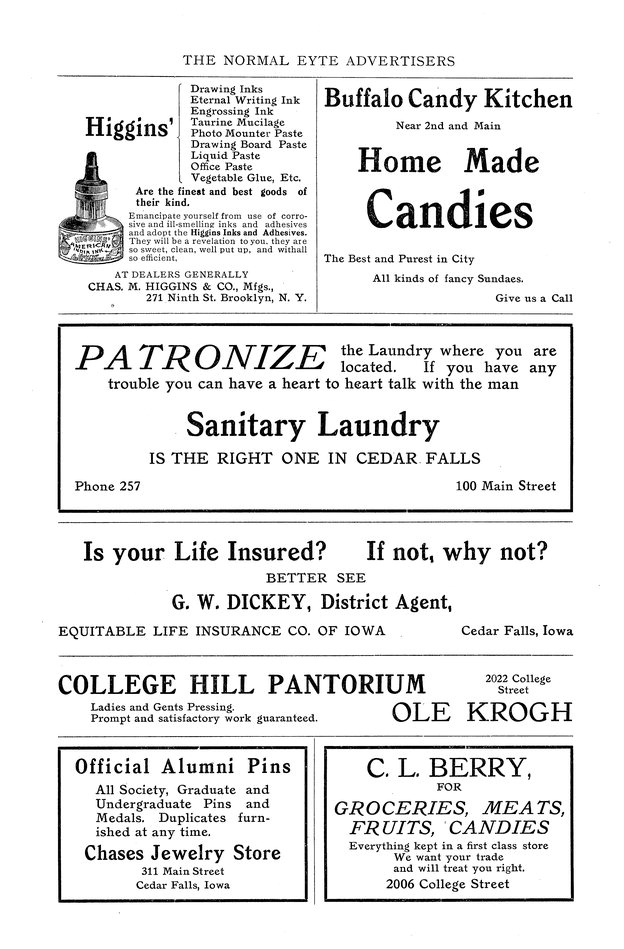 THE NORMAL EYTE ADVERTISERS
Higgins'
Drawing Inks
Eternal Writing Ink
Engrossing Ink
Taurine Mucilage
Photo Mounter Paste
Drawing Board Paste
Liquid Paste
Office Paste
Vegetable Glue, Etc.
Are the finest and best goods of
their kind.
Emancipate yourself from use of corro-
sive and ill-smelling inks and adhesives
and adopt the Higgins Inks and Adhesives.
They will be a revelation to you, they are
so sweet, clean, well put up, and withall
so efficient,
HIGGINS'
AMERICAN
INDIA INK
AT DEALERS GENERALLY
CHAS. M. HIGGINS & CO., Mfgs.,
271 Ninth St. Brooklyn, N. Y.
Buffalo Candy Kitchen
Near 2nd and Main
Home Made
Candies
The Best and Purest in City
All kinds of fancy Sundaes.
Give us a Call
PATRONIZE the Laundry where you are
located. If you have any
trouble you can have a heart to heart talk with the man
Sanitary Laundry
IS THE RIGHT ONE IN CEDAR FALLS
Phone 257 100 Main Street
Is your Life Insured? If not, why not?
BETTER SEE
G. W. DICKEY, District Agent,
EQUITABLE LIFE INSURANCE CO. OF IOWA Cedar Falls, Iowa
COLLEGE HILL PANTORIUM
2022 College
Street
Ladies and Gents Pressing.
Prompt and satisfactory work guaranteed.
OLE KROGH
Official Alumni Pins
All Society, Graduate and
Undergraduate Pins and
Medals. Duplicates furn-
ished at any time.
Chases Jewelry Store
311 Main Street
Cedar Falls, Iowa
C. L. BERRY,
FOR
GROCERIES, MEATS,
FRUITS, CANDIES
Everything kept in a first class store
We want your trade
and will treat you right.
2006 College Street